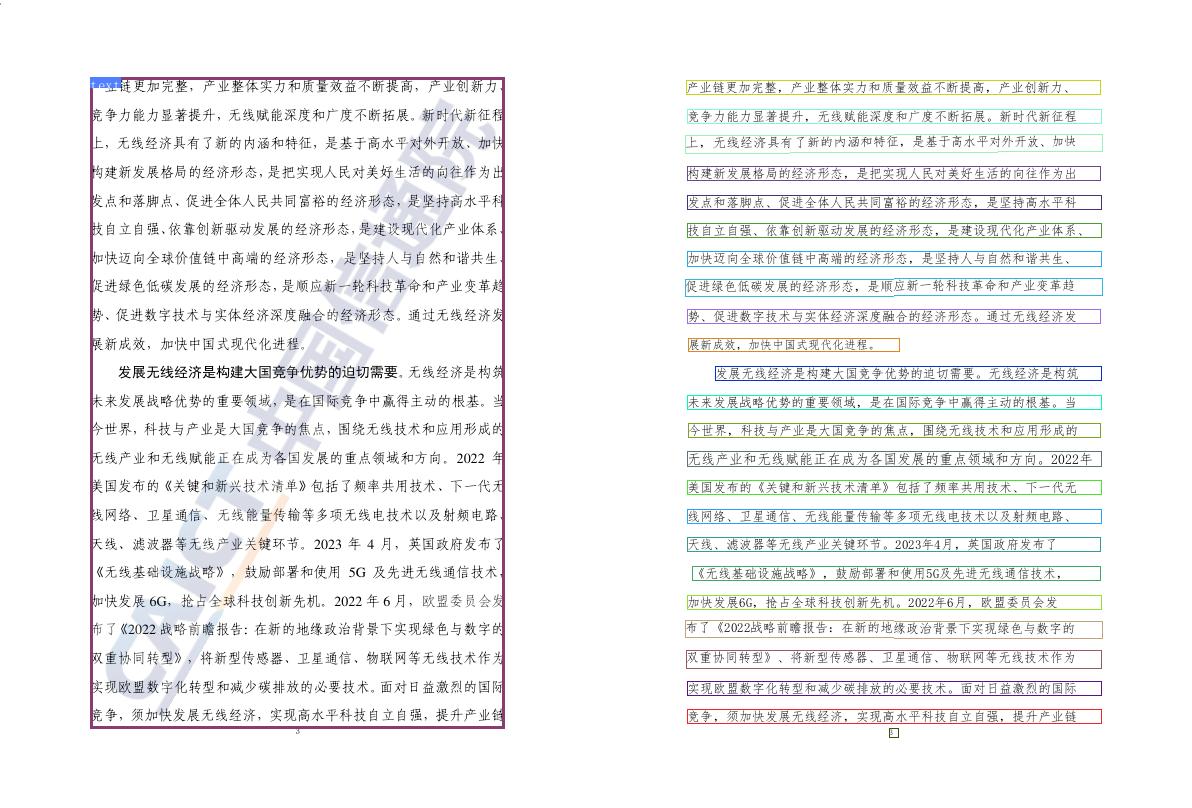 text
业链更加完整，产业整体实力和质量效益不断提高，产业创新力、
竞争力能力显著提升，无线赋能深度和广度不断拓展。新时代新征程
上，无线经济具有了新的内涵和特征，是基于高水平对外开放、加快
构建新发展格局的经济形态，是把实现人民对美好生活的向往作为出
发点和落脚点、促进全体人民共同富裕的经济形态，是坚持高水平科
技自立自强、依靠创新驱动发展的经济形态，是建设现代化产业体系、
加快迈向全球价值链中高端的经济形态，是坚持人与自然和谐共生、
促进绿色低碳发展的经济形态，是顺应新一轮科技革命和产业变革趋
势、促进数字技术与实体经济深度融合的经济形态。通过无线经济发
展新成效，加快中国式现代化进程。
发展无线经济是构建大国竞争优势的迫切需要。无线经济是构筑
未来发展战略优势的重要领域，是在国际竞争中赢得主动的根基。当
今世界，科技与产业是大国竞争的焦点，围绕无线技术和应用形成的
无线产业和无线赋能正在成为各国发展的重点领域和方向。2022 年
美国发布的《关键和新兴技术清单》包括了频率共用技术、下一代无
线网络、卫星通信、无线能量传输等多项无线电技术以及射频电路、
天线、滤波器等无线产业关键环节。2023 年 4 月，英国政府发布了
《无线基础设施战略》，鼓励部署和使用 5G 及先进无线通信技术，
加快发展 6G，抢占全球科技创新先机。2022 年 6 月，欧盟委员会发
布了《2022 战略前瞻报告：在新的地缘政治背景下实现绿色与数字的
双重协同转型》，将新型传感器、卫星通信、物联网等无线技术作为
实现欧盟数字化转型和减少碳排放的必要技术。面对日益激烈的国际
竞争，须加快发展无线经济，实现高水平科技自立自强，提升产业链
3
CAICT 中国信通院
产业链更加完整，产业整体实力和质量效益不断提高，产业创新力、
竞争力能力显著提升，无线赋能深度和广度不断拓展。新时代新征程
上，无线经济具有了新的内涵和特征，是基于高水平对外开放、加快
构建新发展格局的经济形态，是把实现人民对美好生活的向往作为出
发点和落脚点、促进全体人民共同富裕的经济形态，是坚持高水平科
技自立自强、依靠创新驱动发展的经济形态，是建设现代化产业体系、
加快迈向全球价值链中高端的经济形态，是坚持人与自然和谐共生、
促进绿色低碳发展的经济形态，是顺应新一轮科技革命和产业变革趋
势、促进数字技术与实体经济深度融合的经济形态。通过无线经济发
展新成效，加快中国式现代化进程。
发展无线经济是构建大国竞争优势的迫切需要。无线经济是构筑
未来发展战略优势的重要领域，是在国际竞争中赢得主动的根基。当
今世界，科技与产业是大国竞争的焦点，围绕无线技术和应用形成的
无线产业和无线赋能正在成为各国发展的重点领域和方向。2022年
美国发布的《关键和新兴技术清单》包括了频率共用技术、下一代无
线网络、卫星通信、无线能量传输等多项无线电技术以及射频电路、
天线、滤波器等无线产业关键环节。2023年4月，英国政府发布了
《无线基础设施战略》，鼓励部署和使用5G及先进无线通信技术，
加快发展6G，抢占全球科技创新先机。2022年6月，欧盟委员会发
布了《2022战略前瞻报告：在新的地缘政治背景下实现绿色与数字的
双重协同转型》、将新型传感器、卫星通信、物联网等无线技术作为
实现欧盟数字化转型和减少碳排放的必要技术。面对日益激烈的国际
竞争，须加快发展无线经济，实现高水平科技自立自强，提升产业链
3